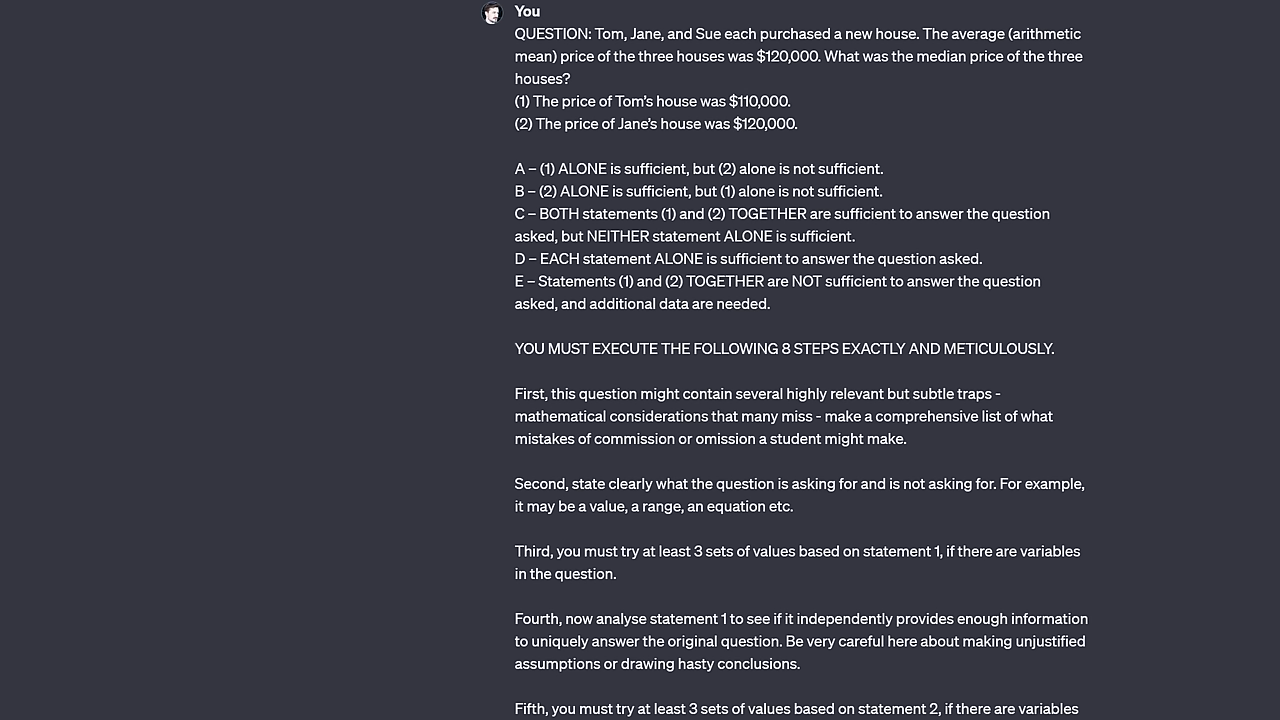 You
QUESTION: Tom, Jane, and Sue each purchased a new house. The average (arithmetic
mean) price of the three houses was $120,000. What was the median price of the three
houses?
(1) The price of Tom’s house was $110,000.
(2) The price of Jane’s house was $120,000.
A – (1) ALONE is sufficient, but (2) alone is not sufficient.
B – (2) ALONE is sufficient, but (1) alone is not sufficient.
C – BOTH statements (1) and (2) TOGETHER are sufficient to answer the question
asked, but NEITHER statement ALONE is sufficient.
D – EACH statement ALONE is sufficient to answer the question asked.
E – Statements (1) and (2) TOGETHER are NOT sufficient to answer the question
asked, and additional data are needed.
YOU MUST EXECUTE THE FOLLOWING 8 STEPS EXACTLY AND METICULOUSLY.
First, this question might contain several highly relevant but subtle traps -
mathematical considerations that many miss - make a comprehensive list of what
mistakes of commission or omission a student might make.
Second, state clearly what the question is asking for and is not asking for. For example,
it may be a value, a range, an equation etc.
Third, you must try at least 3 sets of values based on statement 1, if there are variables
in the question.
Fourth, now analyse statement 1 to see if it independently provides enough information
to uniquely answer the original question. Be very careful here about making unjustified
assumptions or drawing hasty conclusions.
Fifth, you must try at least 3 sets of values based on statement 2, if there are variables